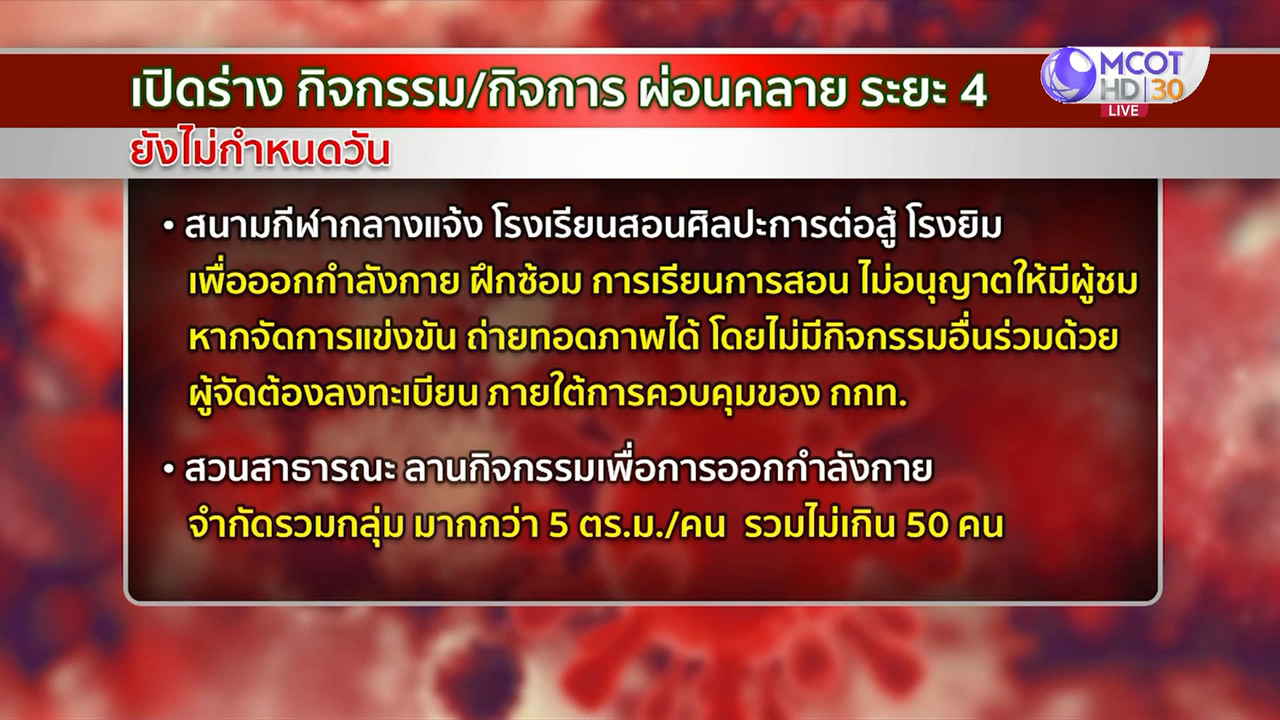 เปิดร่าง กิจกรรม/กิจการ ผ่อนคลาย ระยะ 4
MCOT
HD 30
LIVE
ยังไม่กำหนดวัน
• สนามกีฬากลางแจ้ง โรงเรียนสอนศิลปะการต่อสู้ โรงยิม
เพื่อออกกำลังกาย ฝึกซ้อม การเรียนการสอน ไม่อนุญาตให้มีผู้ชม
หากจัดการแข่งขัน ถ่ายทอดภาพได้ โดยไม่มีกิจกรรมอื่นร่วมด้วย
ผู้จัดต้องลงทะเบียน ภายใต้การควบคุมของ กกท.
• สวนสาธารณะ ลานกิจกรรมเพื่อการออกกำลังกาย
จำกัดรวมกลุ่ม มากกว่า 5 ตร.ม./คน รวมไม่เกิน 50 คน